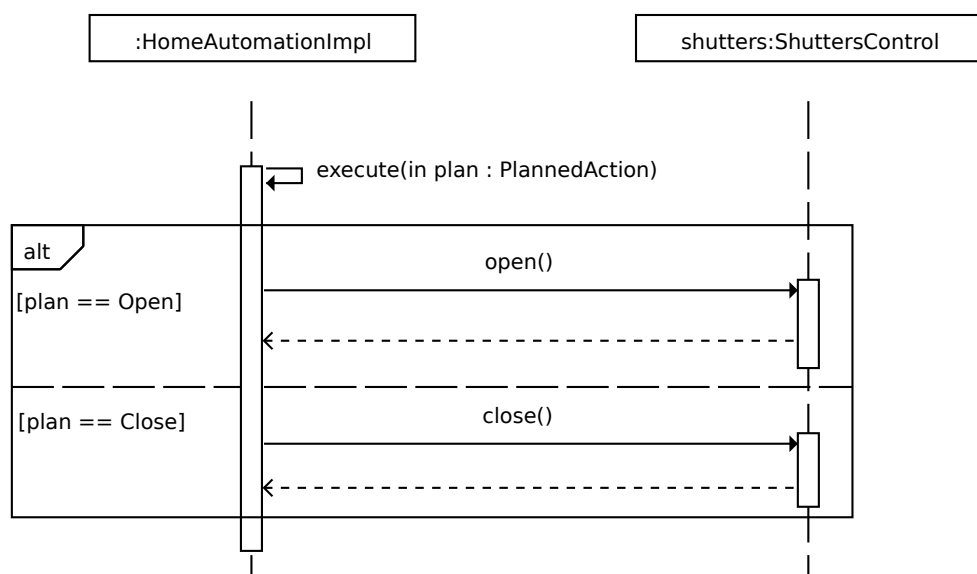 :HomeAutomationImpl
shutters:ShuttersControl
execute(in plan : PlannedAction)
alt
open()
[plan == Open]
[plan == Close]
close()